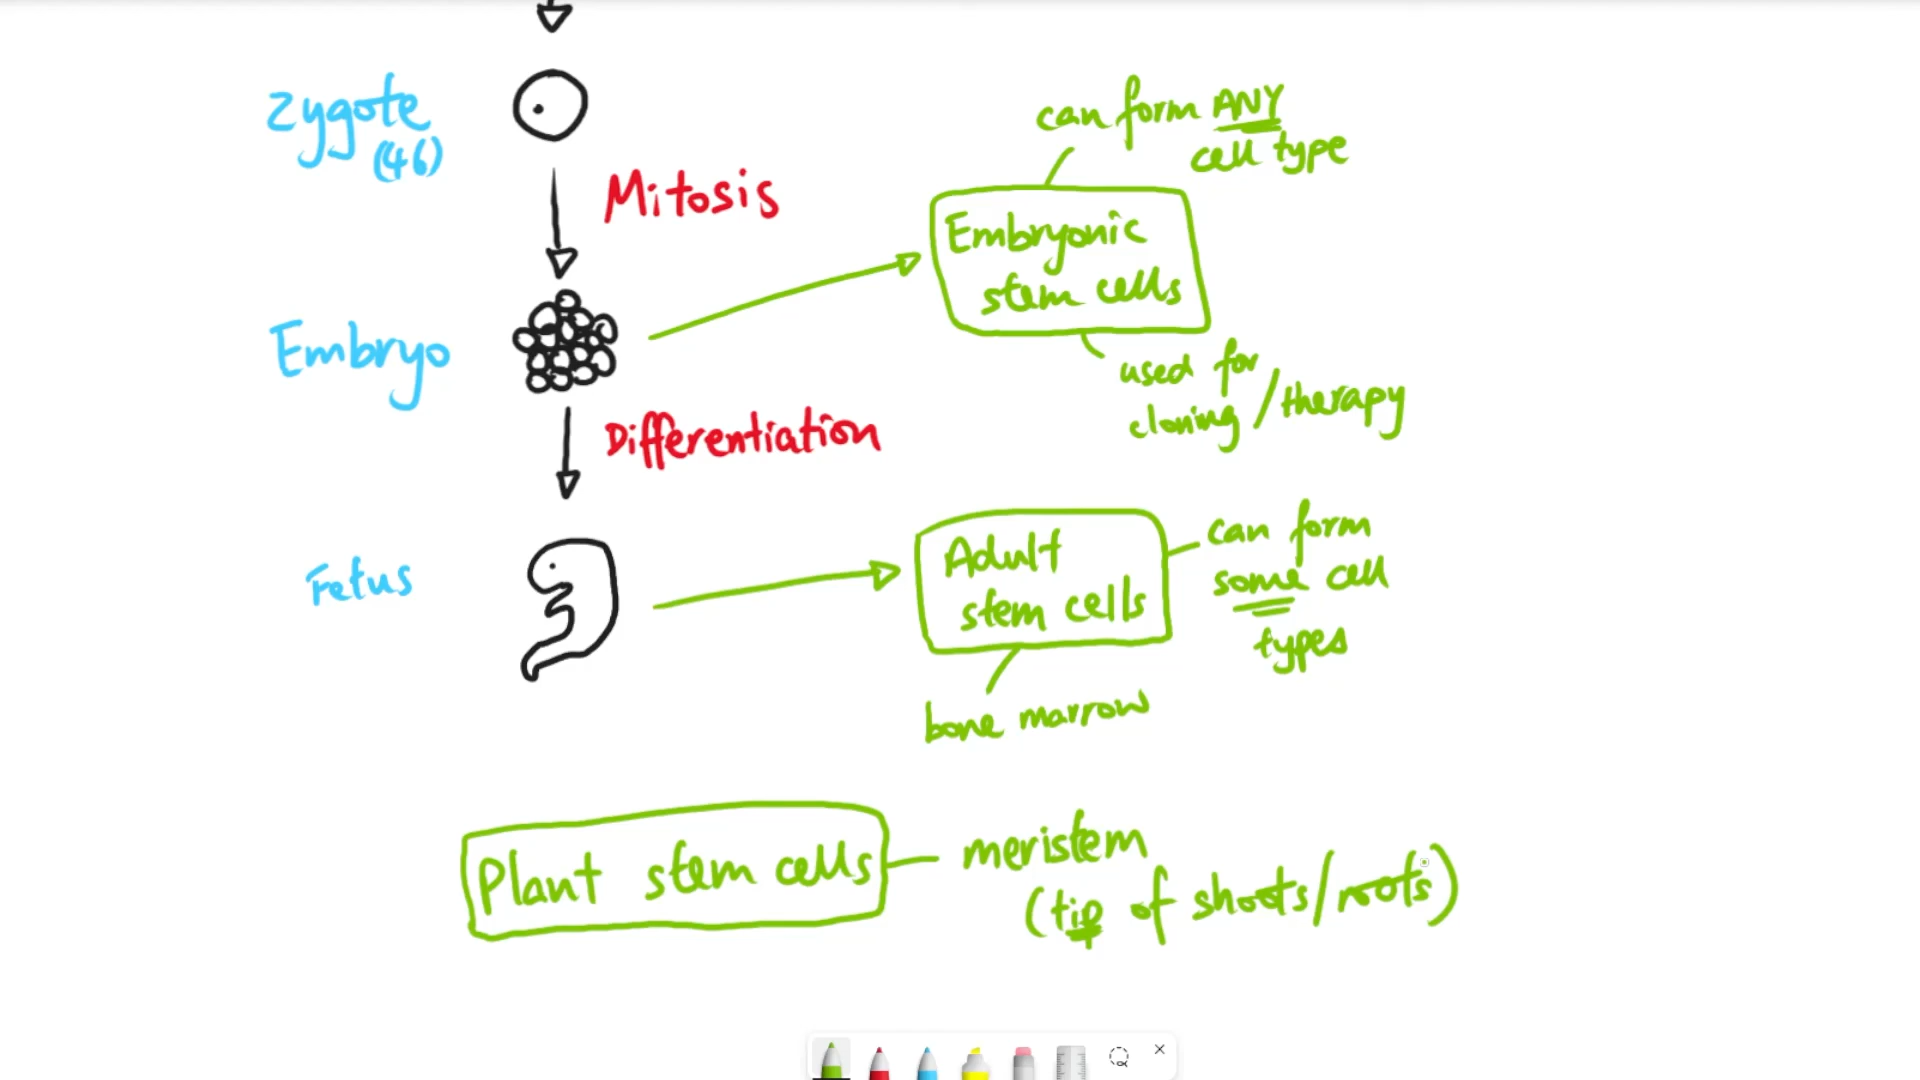 Zygote
(46)
Mitosis
can form ANY
cell type
Embryonic
stem cells
used for
cloning/therapy
Embryo
Differentiation
Fetus
Adult
stem cells
can form
some cell
types
bone marrow
Plant stem cells
meristem
(tip of shoots/roots)